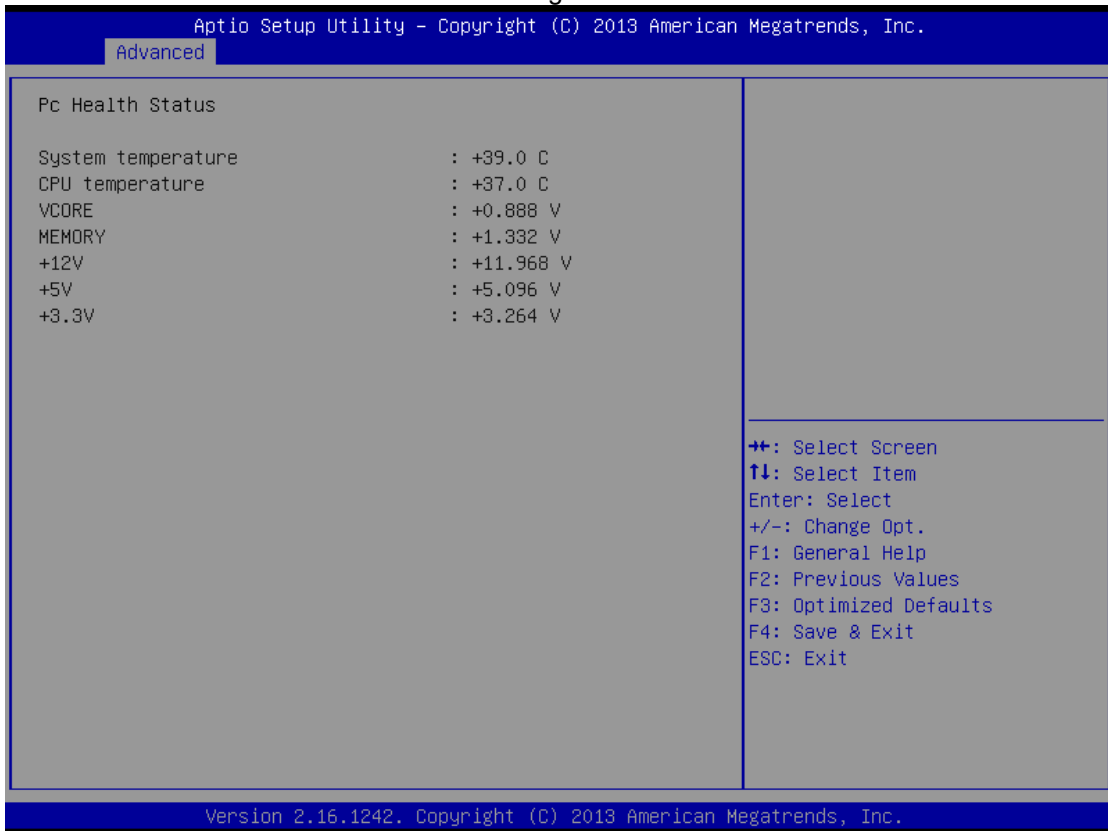 Aptio Setup Utility – Copyright (C) 2013 American Megatrends, Inc.
Advanced
Pc Health Status
System temperature : +39.0 C
CPU temperature : +37.0 C
VCORE : +0.888 V
MEMORY : +1.332 V
+12V : +11.968 V
+5V : +5.096 V
+3.3V : +3.264 V
→←: Select Screen
↑↓: Select Item
Enter: Select
+/-: Change Opt.
F1: General Help
F2: Previous Values
F3: Optimized Defaults
F4: Save & Exit
ESC: Exit
Version 2.16.1242. Copyright (C) 2013 American Megatrends, Inc.